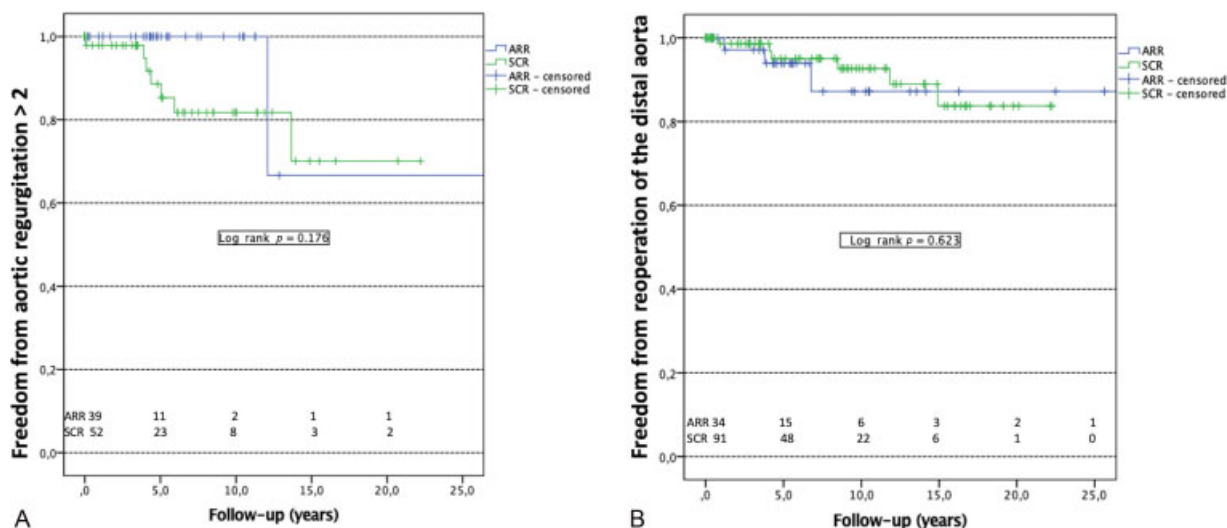 Freedom from aortic regurgitation > 2
1,0
0,8
0,6
0,4
0,2
0,0
ARR
SCR
ARR – censored
SCR – censored
Log rank p = 0.176
ARR 39 11 2 1 1
SCR 52 23 8 3 2
,0 5,0 10,0 15,0 20,0 25,0
Follow-up (years)
A
Freedom from reoperation of the distal aorta
1,0
0,8
0,6
0,4
0,2
0,0
ARR
SCR
ARR – censored
SCR – censored
Log rank p = 0.623
ARR 34 15 6 3 2 1
SCR 91 48 22 6 1 0
,0 5,0 10,0 15,0 20,0 25,0
Follow-up (years)
B